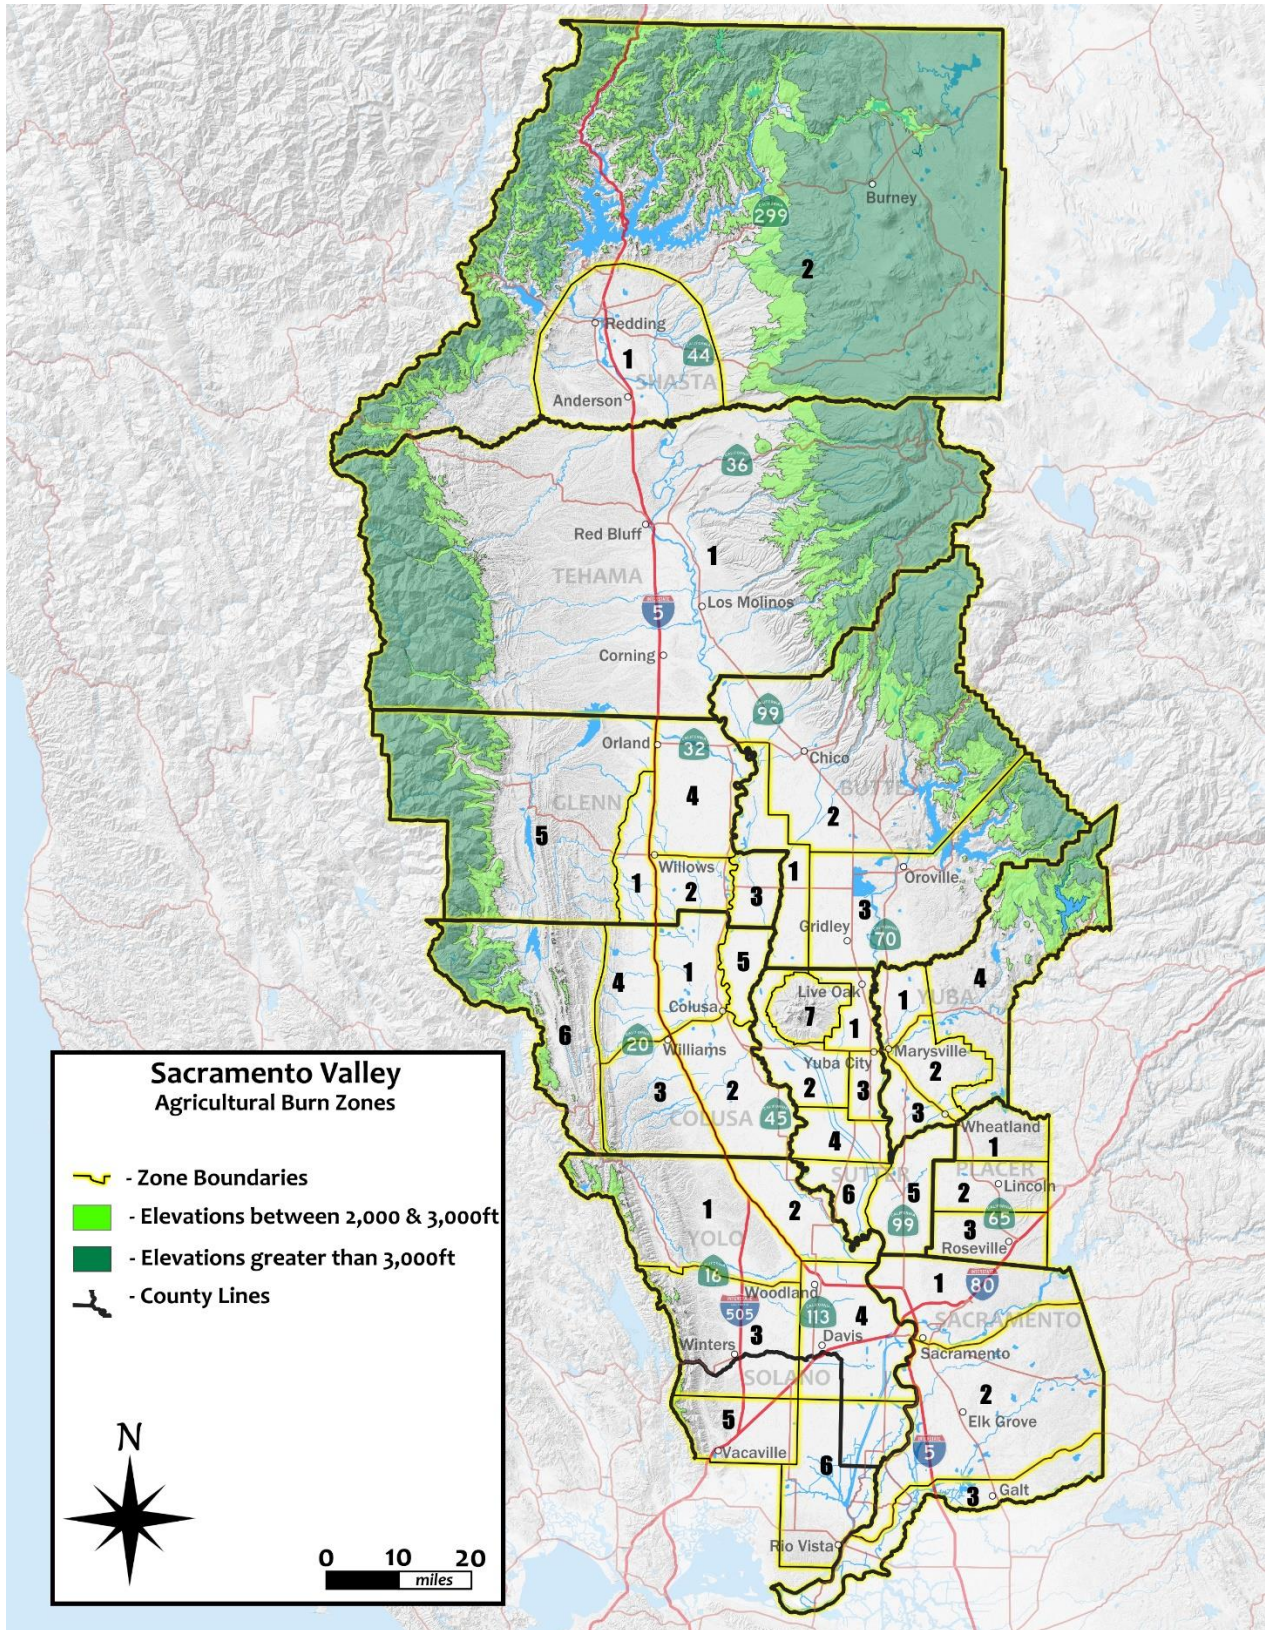 Burney
299
2
Redding
1
44
SHASTA
Anderson
36
Red Bluff
1
TEHAMA
5
Los Molinos
Corning
99
Orland
32
Chico
GLENN
4
BUTTE
2
5
Willows
1
2
3
1
Oroville
3
Gridley
70
5
4
1
4
Live Oak
1
YUBA
Colusa
7
1
6
20
Williams
Yuba City
Marysville
2
3
2
2
3
3
COLUSA
45
Wheatland
4
1
PLACER
SUTTER
Lincoln
6
5
2
1
2
99
65
3
YOLO
Roseville
16
1
80
Woodland
505
113
4
SACRAMENTO
3
Davis
Winters
Sacramento
SOLANO
2
5
Elk Grove
Vacaville
5
6
Galt
3
Rio Vista
Sacramento Valley
Agricultural Burn Zones
- Zone Boundaries
- Elevations between 2,000 & 3,000ft
- Elevations greater than 3,000ft
- County Lines
N
0 10 20
miles